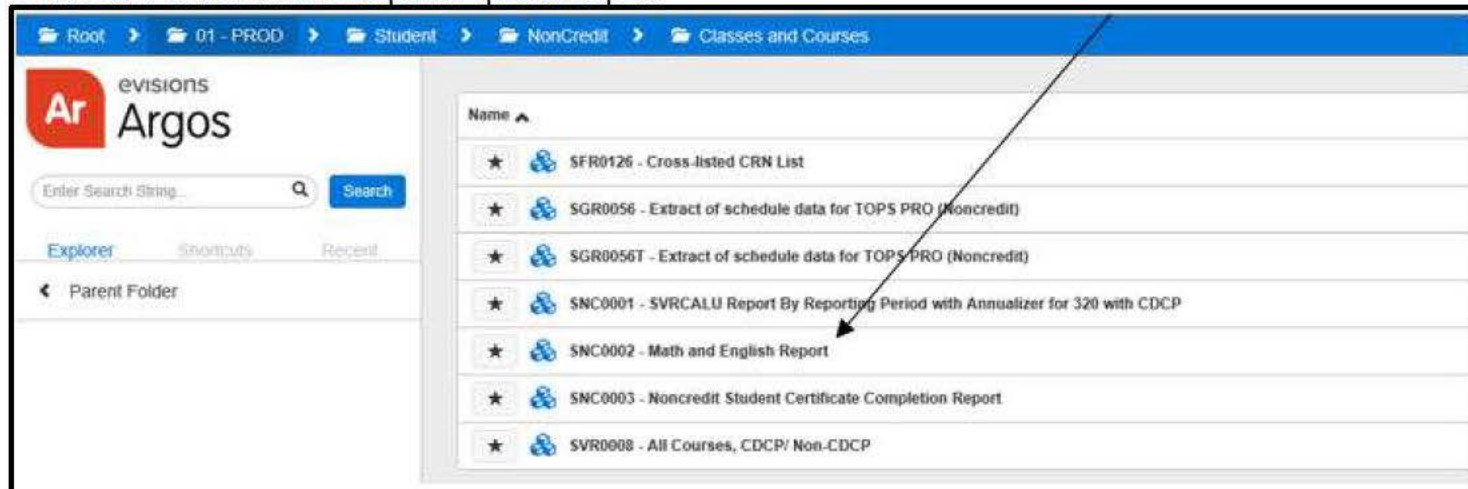 Root 01 - PROD Student NonCredit Classes and Courses
Ar evisions Argos
Enter Search String... Search
Explorer Shortcuts Recent
Parent Folder
Name
SFR0126 - Cross-listed CRN List
SGR0056 - Extract of schedule data for TOPS PRO (Noncredit)
SGR0056T - Extract of schedule data for TOPS PRO (Noncredit)
SNC0001 - SVRCALU Report By Reporting Period with Annualizer for 320 with CDCP
SNC0002 - Math and English Report
SNC0003 - Noncredit Student Certificate Completion Report
SVR0008 - All Courses, CDCP/ Non-CDCP